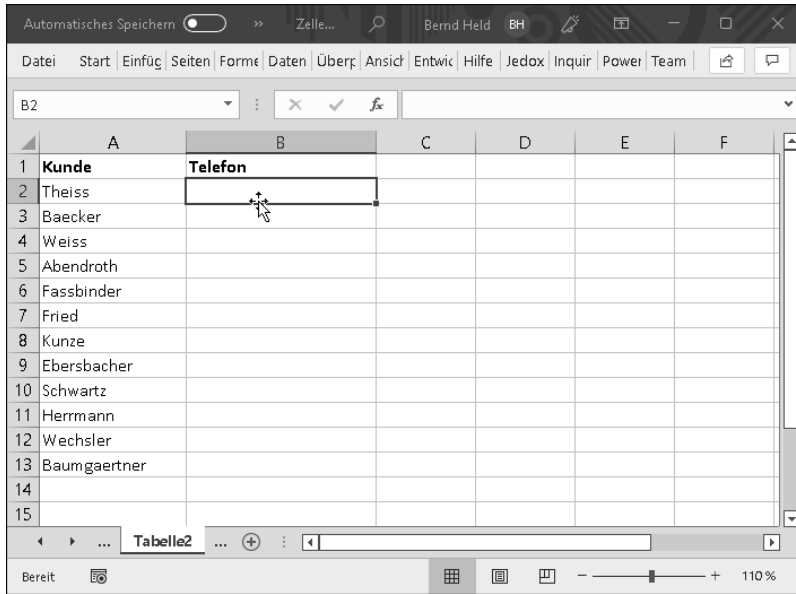 Automatisches Speichern » Zelle... Bernd Held BH
Datei Start Einfüg Seiten Forme Daten Überp Ansich Entwic Hilfe Jedox Inquir Power Team
B2 fx
A B C D E F
1 Kunde Telefon
2 Theiss
3 Baecker
4 Weiss
5 Abendroth
6 Fassbinder
7 Fried
8 Kunze
9 Ebersbacher
10 Schwartz
11 Herrmann
12 Wechsler
13 Baumgaertner
14
15
... Tabelle2 ...
Bereit 110 %